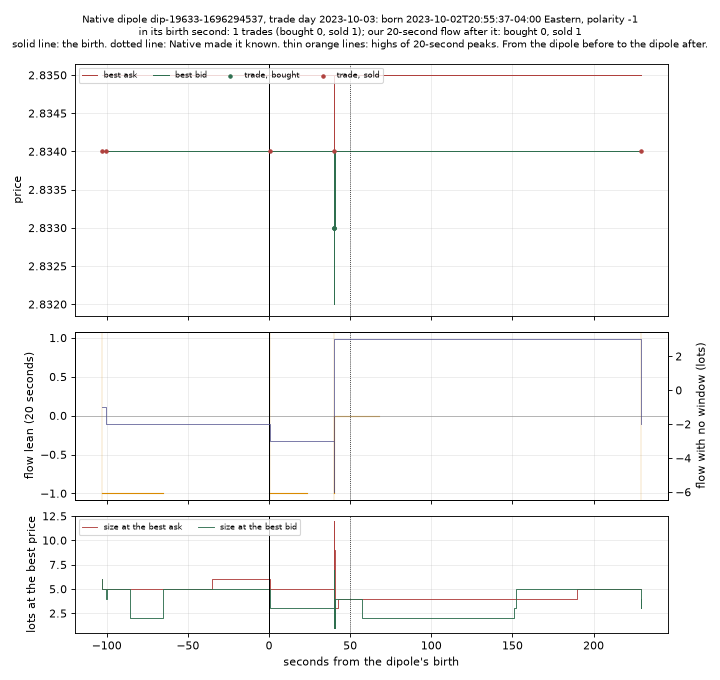 Native dipole dip-19633-1696294537, trade day 2023-10-03: born 2023-10-02T20:55:37-04:00 Eastern, polarity -1
in its birth second: 1 trades (bought 0, sold 1); our 20-second flow after it: bought 0, sold 1
solid line: the birth. dotted line: Native made it known. thin orange lines: highs of 20-second peaks. From the dipole before to the dipole after.
best ask best bid trade, bought trade, sold
2.8350
2.8345
2.8340
2.8335
2.8330
2.8325
2.8320
price
1.0
0.5
0.0
−0.5
−1.0
flow lean (20 seconds)
2
0
−2
−4
−6
flow with no window (lots)
size at the best ask size at the best bid
12.5
10.0
7.5
5.0
2.5
lots at the best price
−100 −50 0 50 100 150 200
seconds from the dipole's birth